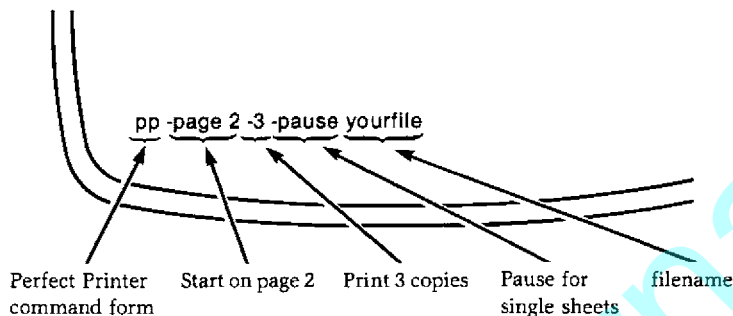 pp -page 2 -3 -pause yourfile
Perfect Printer
command form
Start on page 2
Print 3 copies
Pause for
single sheets
filename